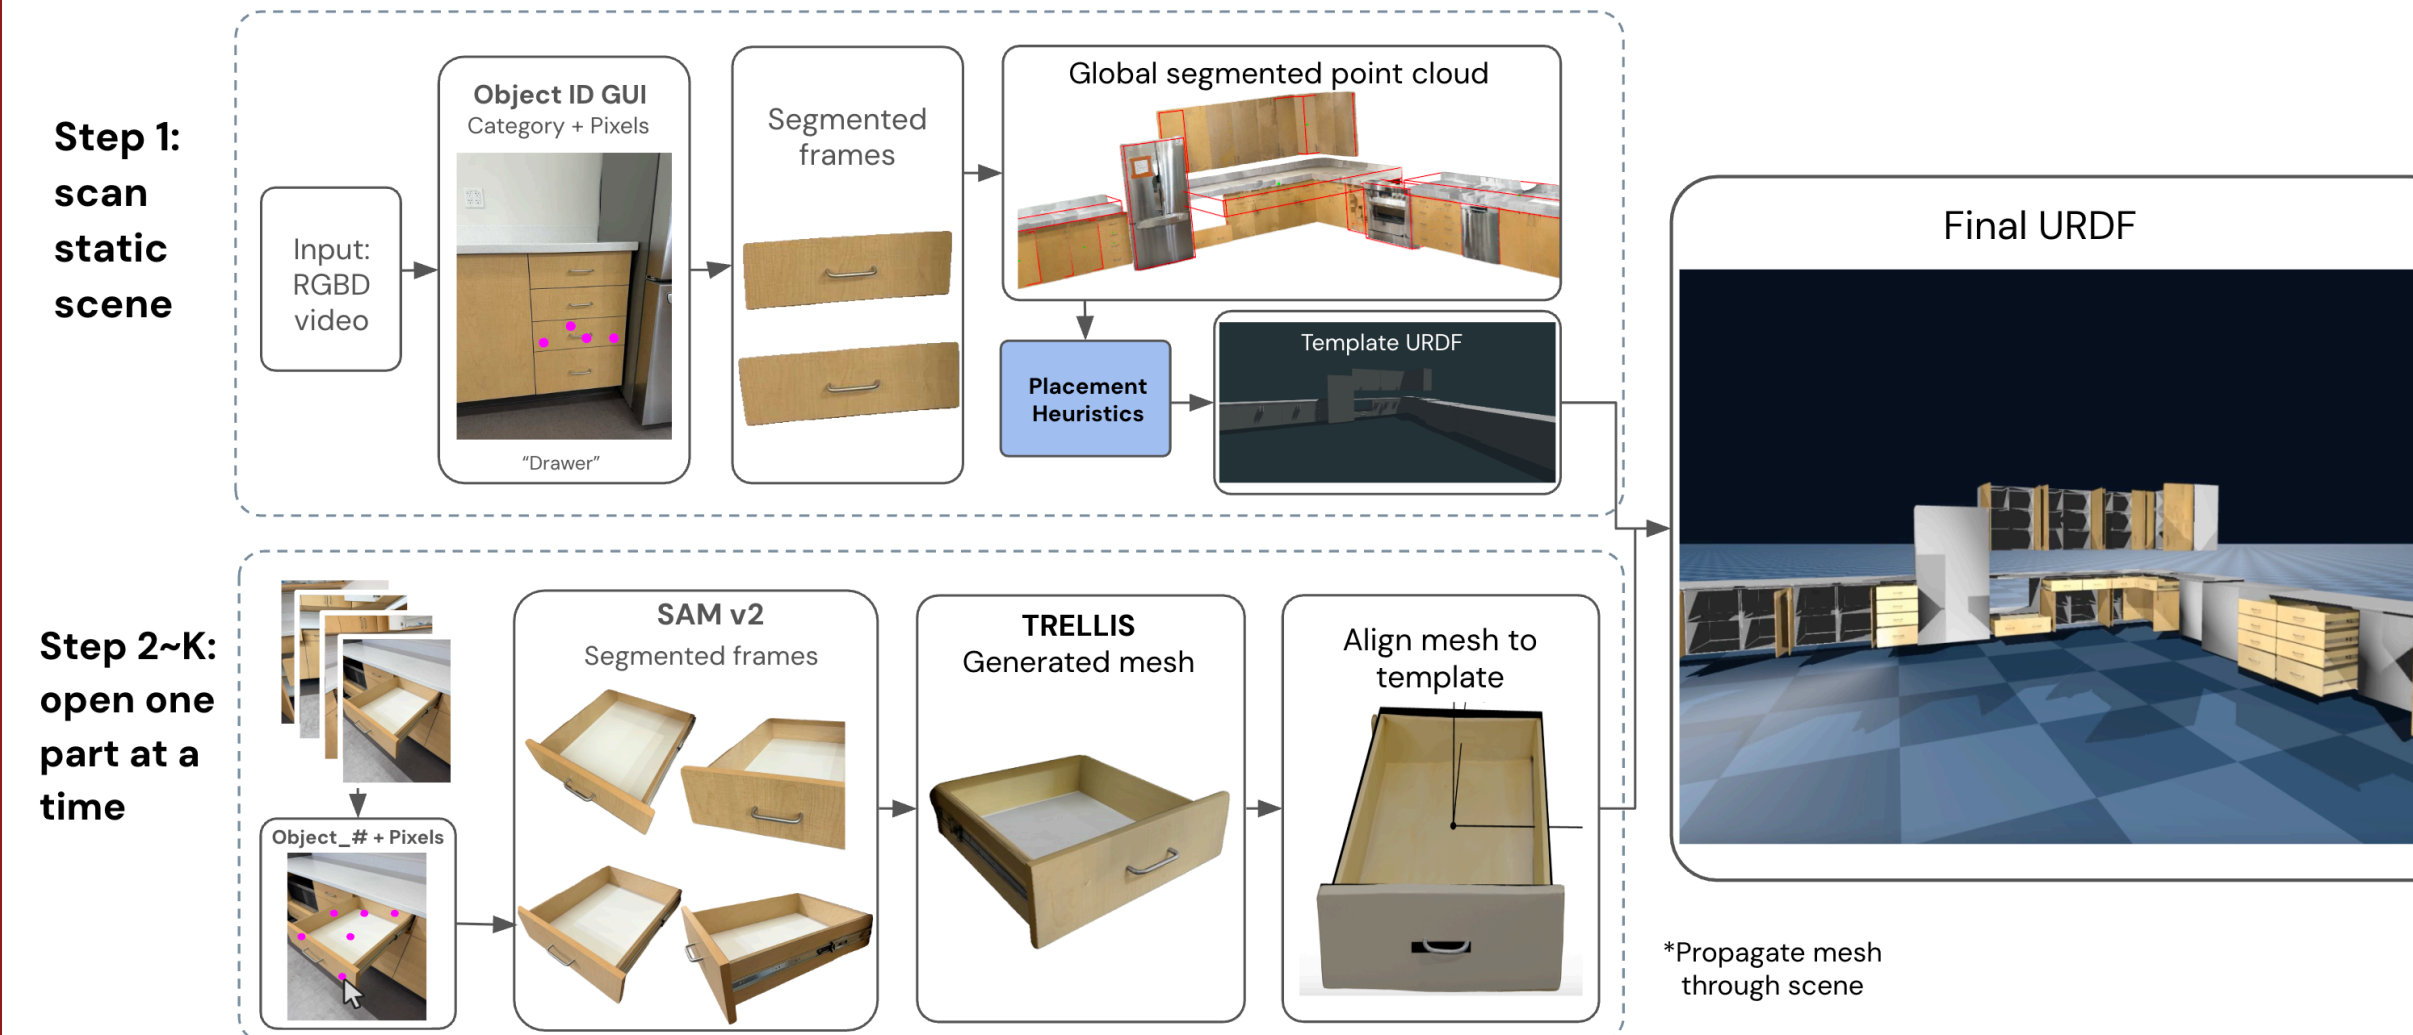 Step 1:
scan
static
scene
Input:
RGBD
video
Object ID GUI
Category + Pixels
“Drawer”
Segmented
frames
Global segmented point cloud
Placement
Heuristics
Template URDF
Final URDF
Step 2~K:
open one
part at a
time
Object_# + Pixels
SAM v2
Segmented frames
TRELLIS
Generated mesh
Align mesh to
template
*Propagate mesh
through scene